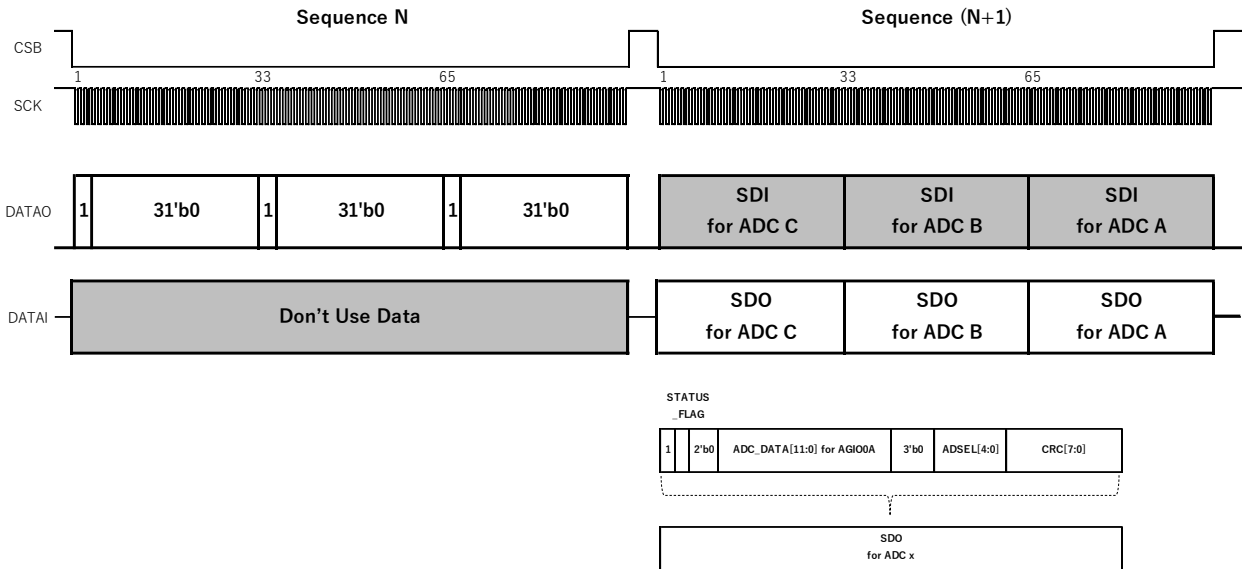 Sequence N
Sequence (N+1)
CSB
1
33
65
1
33
65
SCK
DATAO
1
31'b0
1
31'b0
1
31'b0
SDI
for ADC C
SDI
for ADC B
SDI
for ADC A
DATAI
Don't Use Data
SDO
for ADC C
SDO
for ADC B
SDO
for ADC A
STATUS
_FLAG
1
2'b0
ADC_DATA[11:0] for AGIO0A
3'b0
ADSEL[4:0]
CRC[7:0]
SDO
for ADC x